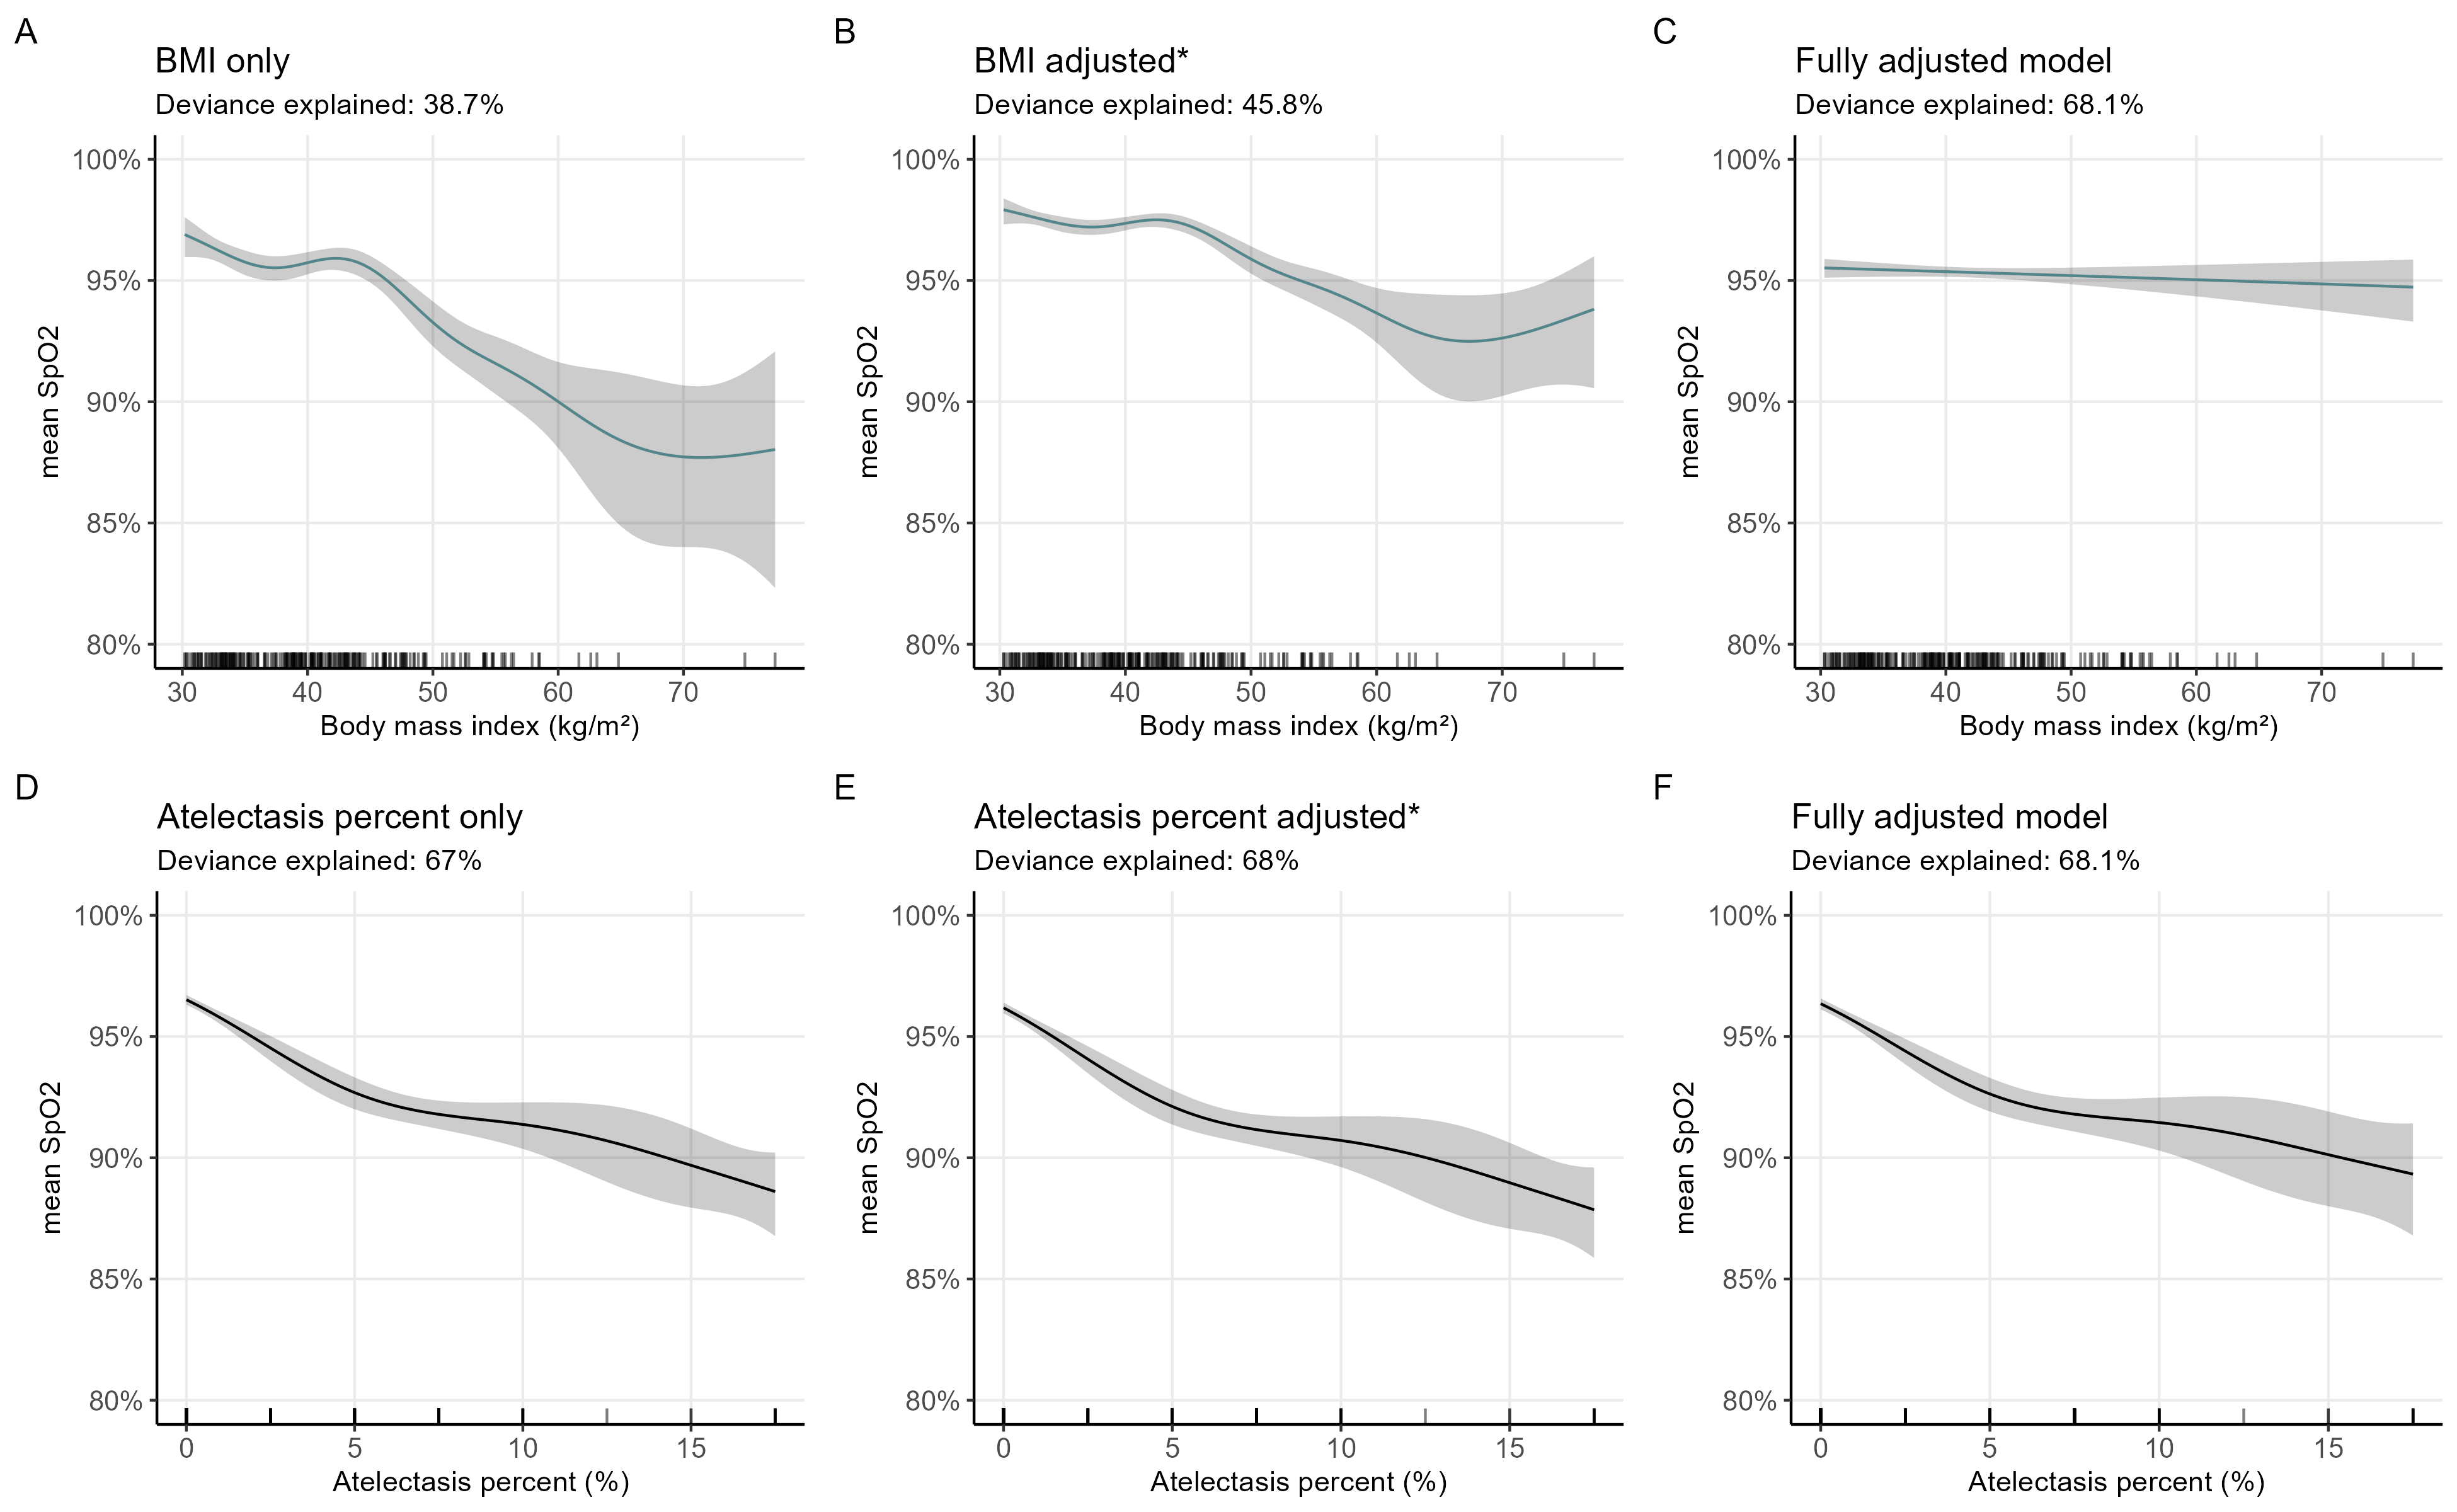 A
BMI only
Deviance explained: 38.7%
100%
95%
90%
85%
80%
mean SpO2
30 40 50 60 70
Body mass index (kg/m²)
B
BMI adjusted*
Deviance explained: 45.8%
100%
95%
90%
85%
80%
mean SpO2
30 40 50 60 70
Body mass index (kg/m²)
C
Fully adjusted model
Deviance explained: 68.1%
100%
95%
90%
85%
80%
mean SpO2
30 40 50 60 70
Body mass index (kg/m²)
D
Atelectasis percent only
Deviance explained: 67%
100%
95%
90%
85%
80%
mean SpO2
0 5 10 15
Atelectasis percent (%)
E
Atelectasis percent adjusted*
Deviance explained: 68%
100%
95%
90%
85%
80%
mean SpO2
0 5 10 15
Atelectasis percent (%)
F
Fully adjusted model
Deviance explained: 68.1%
100%
95%
90%
85%
80%
mean SpO2
0 5 10 15
Atelectasis percent (%)